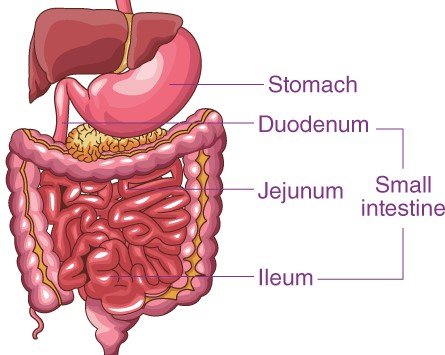 Stomach
Duodenum
Jejunum
Small
intestine
Ileum